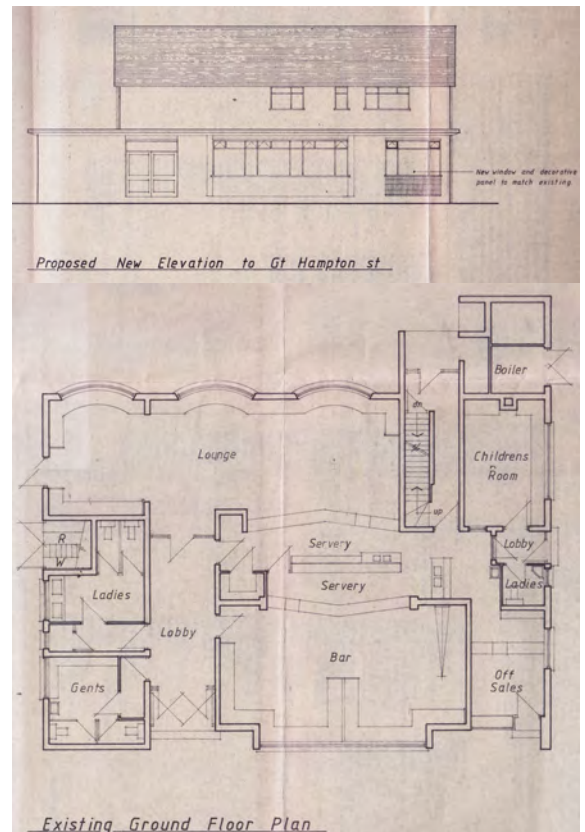 New window and decorative
panel to match existing
Proposed New Elevation to Gt Hampton st
Boiler
dn
Lounge
Childrens
Room
up
R
W
Servery
Lobby
Servery
Ladies
Ladies
Lobby
Bar
Gents
Off
Sales
Existing Ground Floor Plan